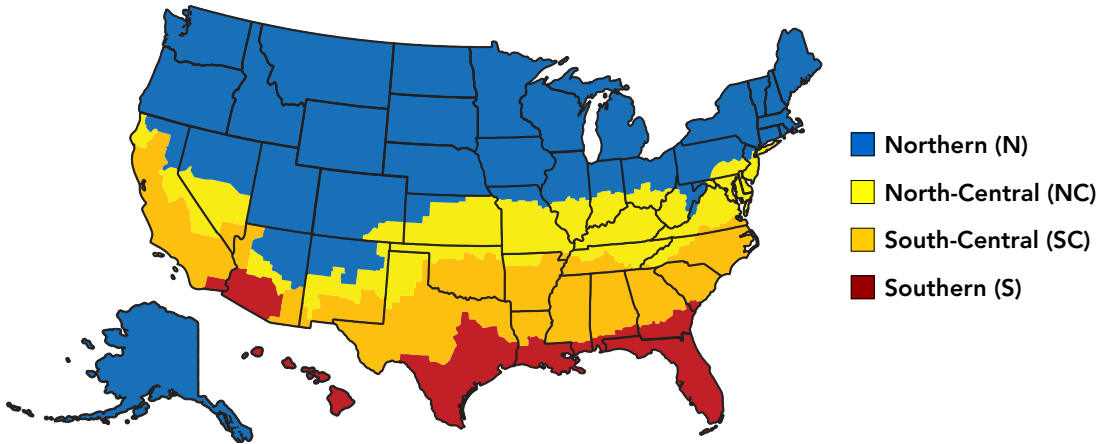 Northern (N)
North-Central (NC)
South-Central (SC)
Southern (S)